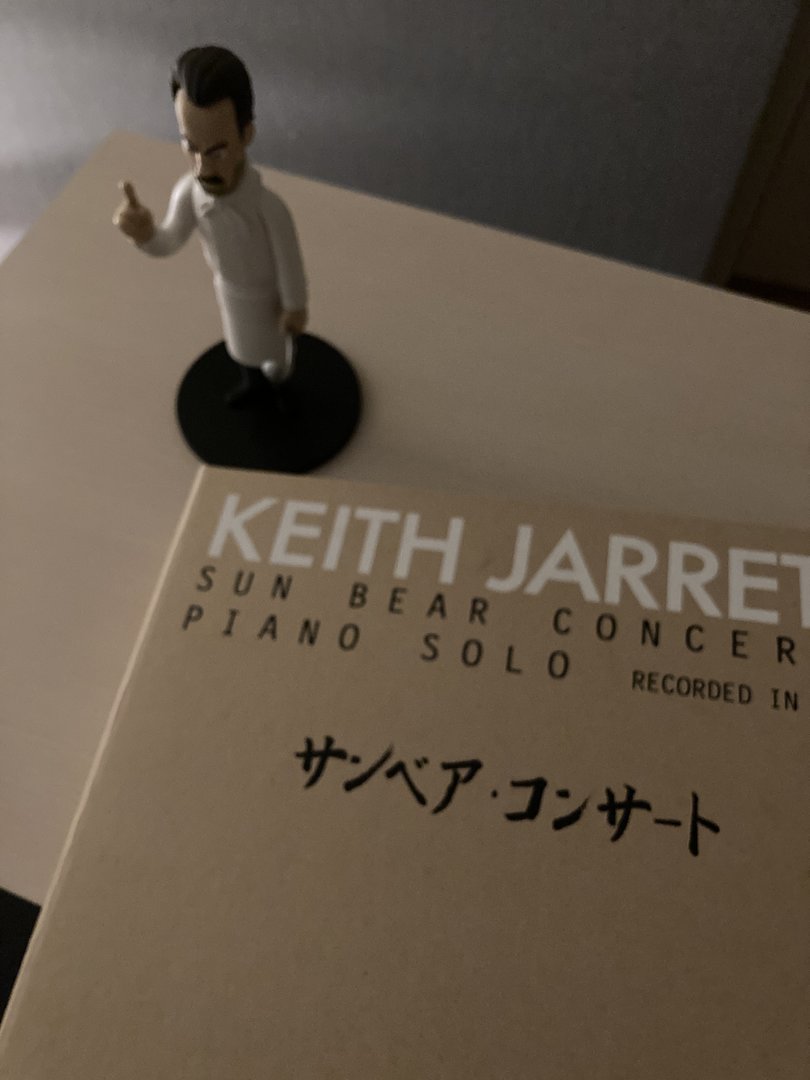 KEITH JARRET
SUN BEAR CONCER
PIANO SOLO RECORDED IN
サンベア・コンサート